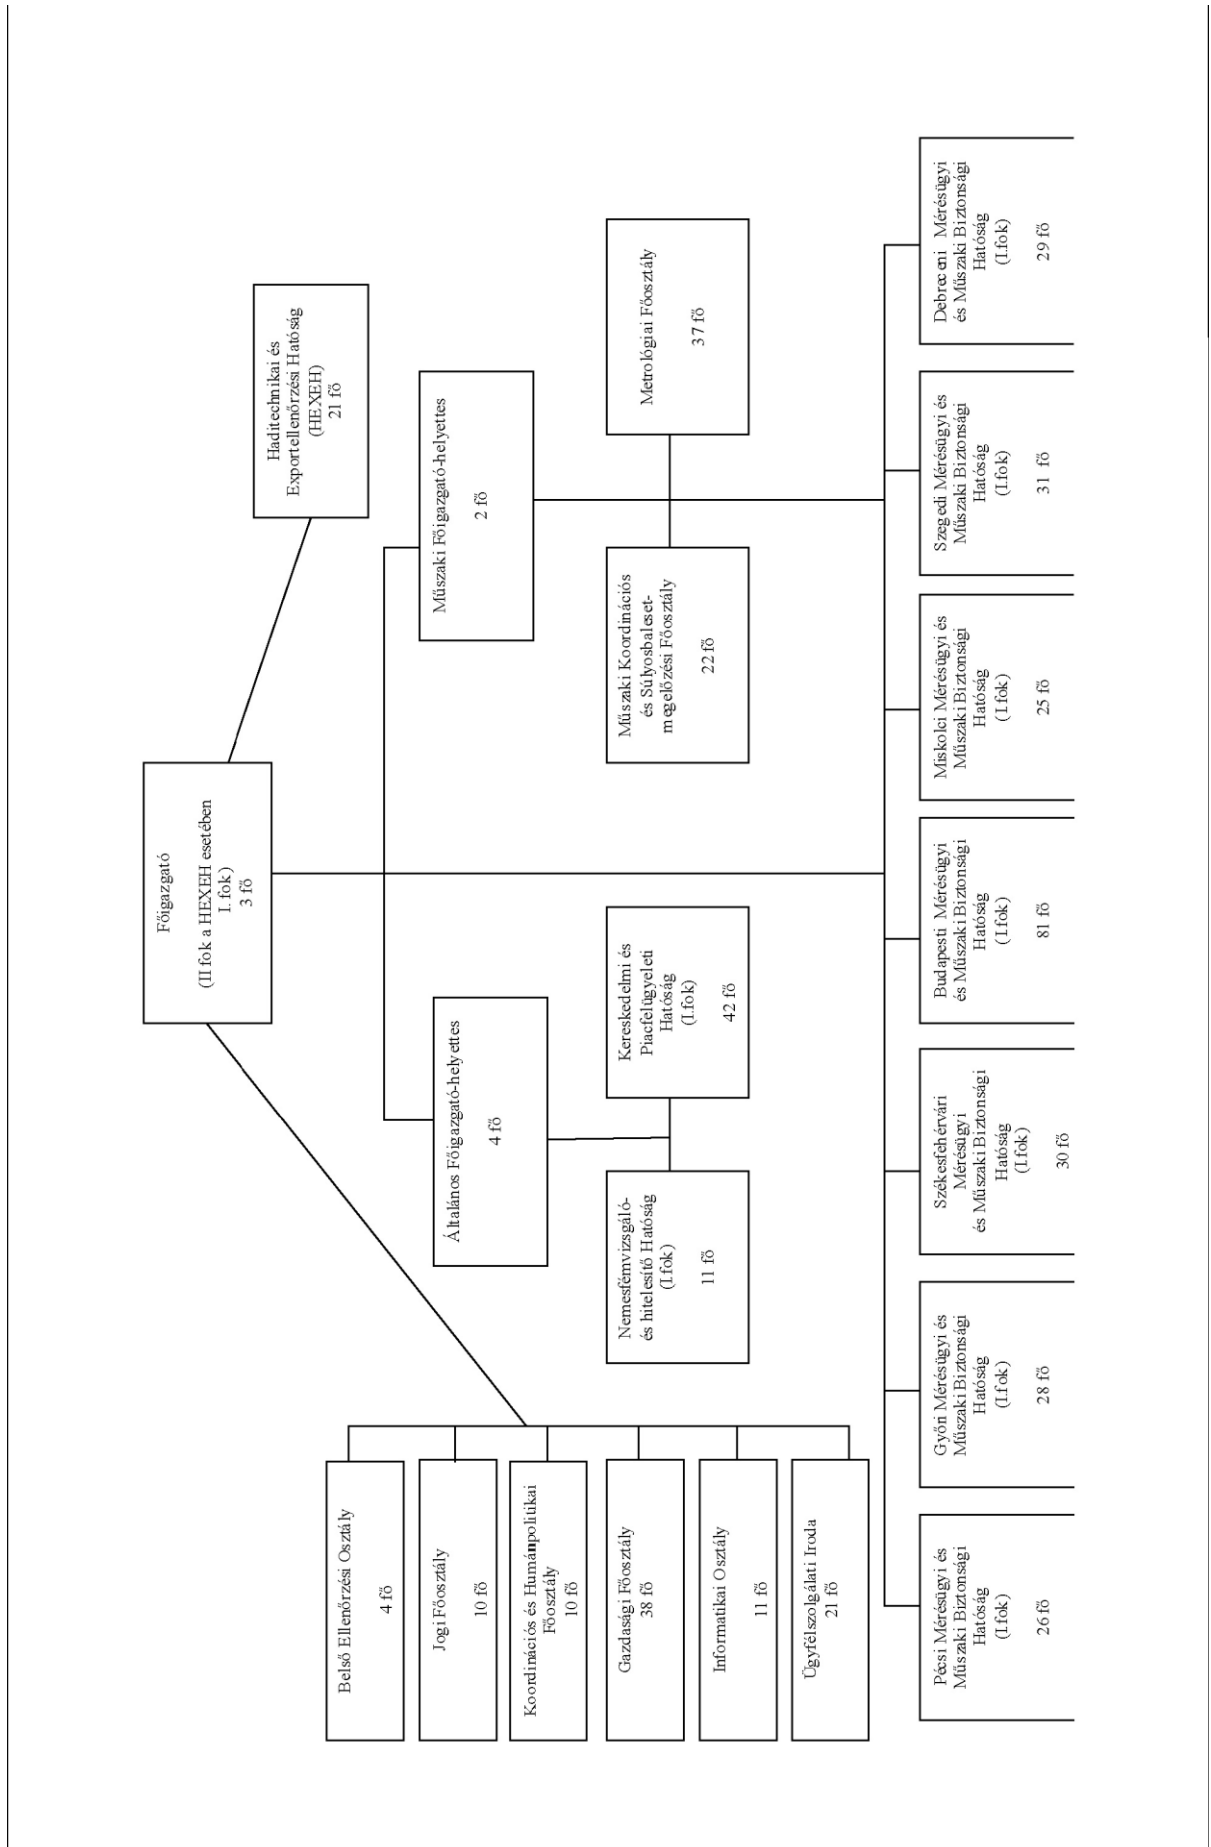 Főigazgató
(II fok a HEXEH esetében
I. fok)
3 fő
Haditechnikai és
Exportellenőrzési Hatóság
(HEXEH)
21 fő
Belső Ellenőrzési Osztály
4 fő
Jogi Főosztály
10 fő
Koordinációs és Humánpolitikai
Főosztály
10 fő
Gazdasági Főosztály
38 fő
Informatikai Osztály
11 fő
Ügyfélszolgálati Iroda
21 fő
Általános Főigazgató-helyettes
4 fő
Műszaki Főigazgató-helyettes
2 fő
Nemesfémvizsgáló-
és hitelesítő Hatóság
(I.fok)
11 fő
Kereskedelmi és
Piacfelügyeleti
Hatóság
(I.fok)
42 fő
Műszaki Koordinációs
és Súlyosbaleset-
megelőzési Főosztály
22 fő
Metrológiai Főosztály
37 fő
Pécsi Mérésügyi és
Műszaki Biztonsági
Hatóság
(I.fok)
26 fő
Győri Mérésügyi és
Műszaki Biztonsági
Hatóság
(I.fok)
28 fő
Székesfehérvári
Mérésügyi
és Műszaki Biztonsági
Hatóság
(I.fok)
30 fő
Budapesti Mérésügyi
és Műszaki Biztonsági
Hatóság
(I.fok)
81 fő
Miskolci Mérésügyi és
Műszaki Biztonsági
Hatóság
(I.fok)
25 fő
Szegedi Mérésügyi és
Műszaki Biztonsági
Hatóság
(I.fok)
31 fő
Debreceni Mérésügyi
és Műszaki Biztonsági
Hatóság
(I.fok)
29 fő